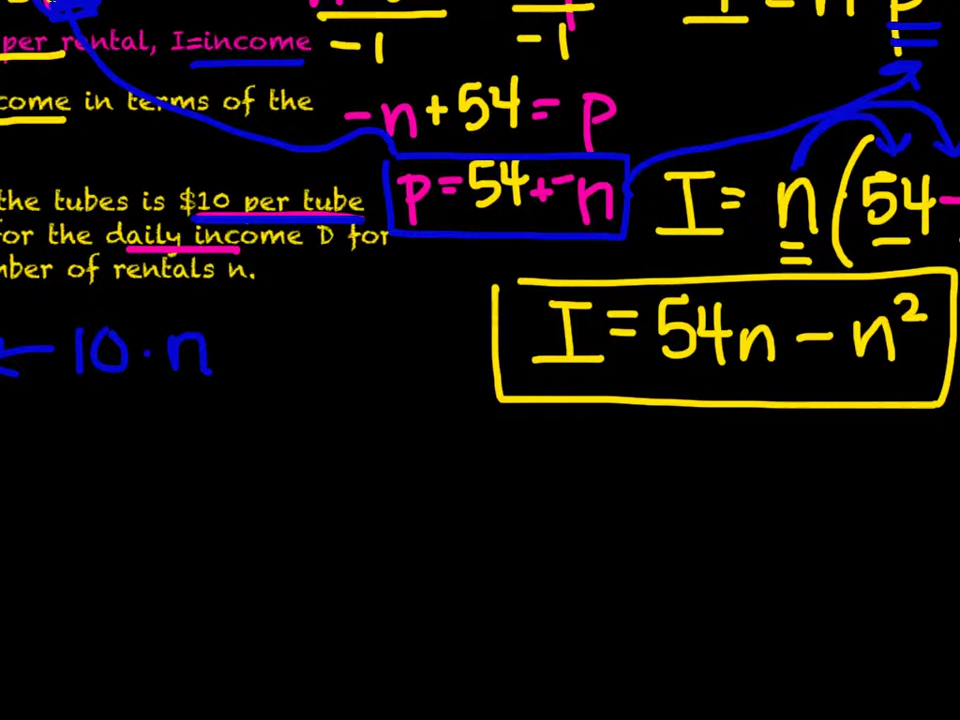 per rental, I=income
come in terms of the
the tubes is $10 per tube
for the daily income D for
mber of rentals n.
← 10·n
-1
-1
-n+54=p
p=54+-n
I=n(54-
I=54n-n²